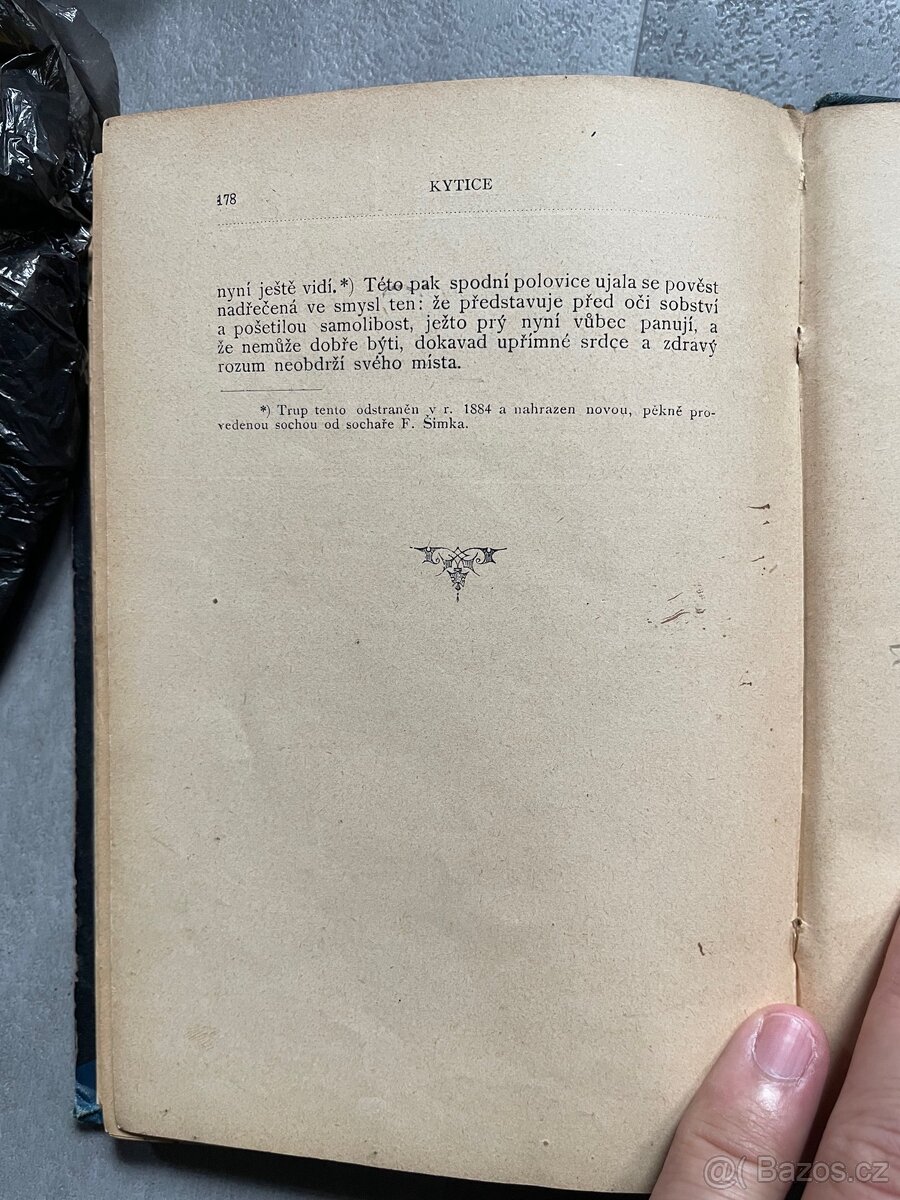 178
KYTICE
nyní ještě vidí.*) Této pak spodní polovice ujala se pověst
nadřečená ve smysl ten: že představuje před oči sobství
a pošetilou samolibost, ježto prý nyní vůbec panují, a
že nemůže dobře býti, dokavad upřímné srdce a zdravý
rozum neobdrží svého místa.
*) Trup tento odstraněn v r. 1884 a nahrazen novou, pěkně pro-
vedenou sochou od sochaře F. Šimka.
@( Bazos.cz